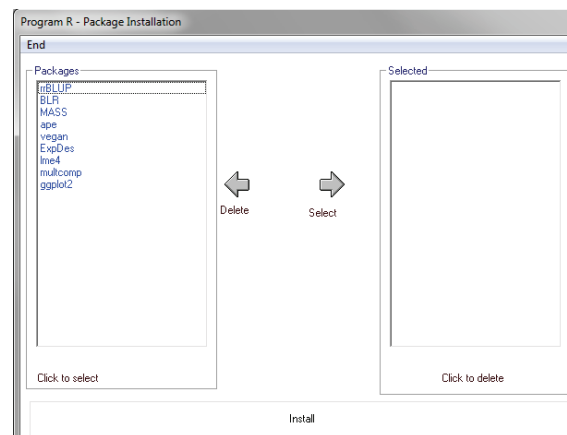 Program R - Package Installation
End
Packages
rrBLUP
BLR
MASS
ape
vegan
ExpDes
lme4
multcomp
ggplot2
Click to select
Delete
Select
Selected
Click to delete
Install